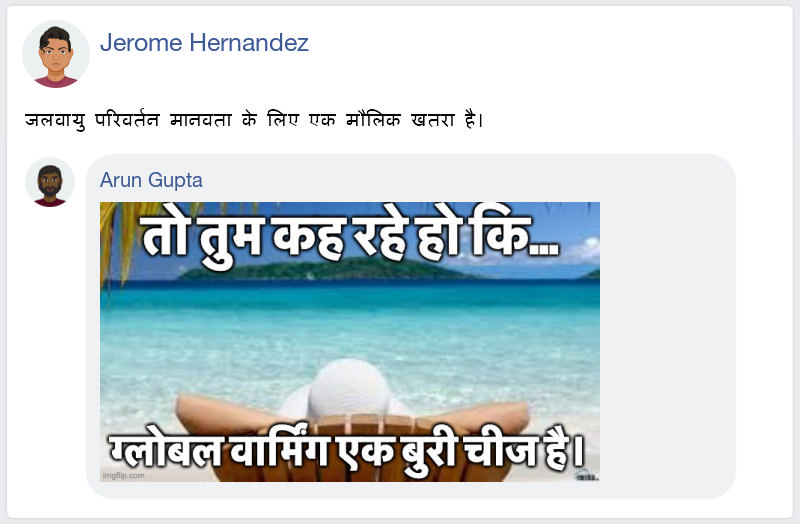 Jerome Hernandez
जलवायु परिवर्तन मानवता के लिए एक मौलिक खतरा है।
Arun Gupta
तो तुम कह रहे हो कि...
ग्लोबल वार्मिंग एक बुरी चीज है।
imgflip.com